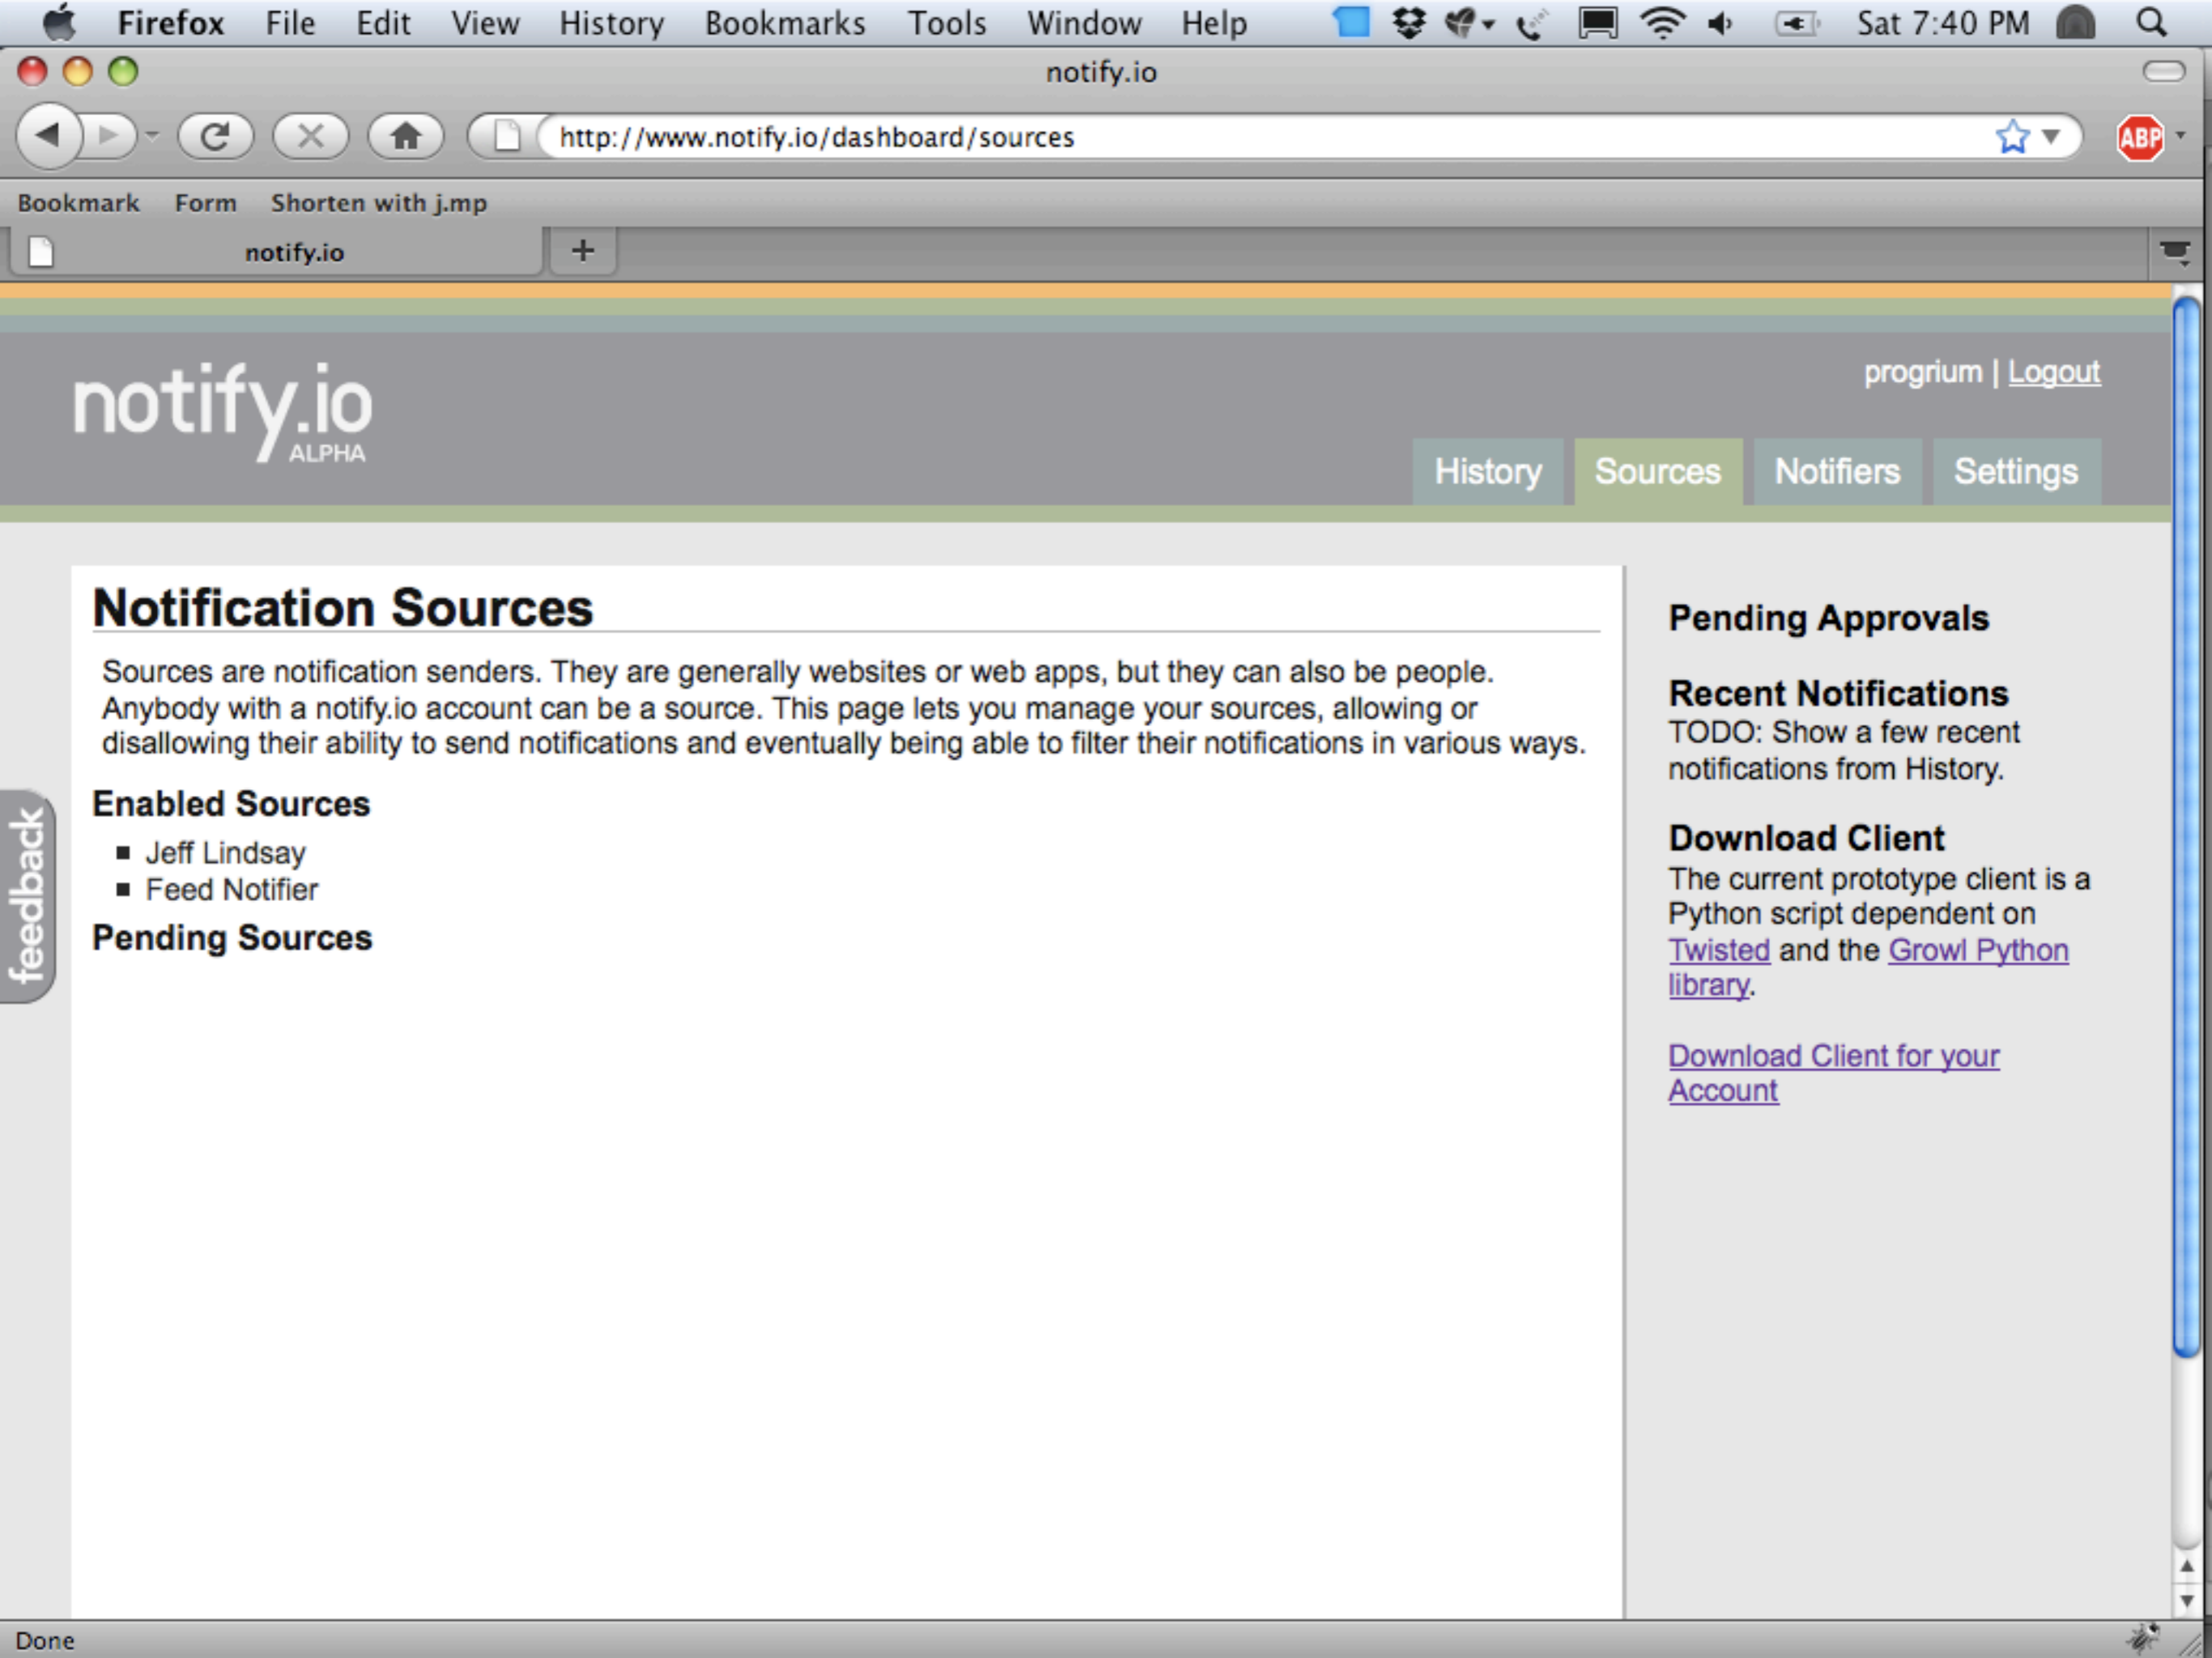 Firefox File Edit View History Bookmarks Tools Window Help Sat 7:40 PM
notify.io
http://www.notify.io/dashboard/sources
ABP
Bookmark Form Shorten with j.mp
notify.io
notify.io
ALPHA
progrium | Logout
History Sources Notifiers Settings
Notification Sources
Sources are notification senders. They are generally websites or web apps, but they can also be people.
Anybody with a notify.io account can be a source. This page lets you manage your sources, allowing or
disallowing their ability to send notifications and eventually being able to filter their notifications in various ways.
Enabled Sources
Jeff Lindsay
Feed Notifier
Pending Sources
feedback
Pending Approvals
Recent Notifications
TODO: Show a few recent
notifications from History.
Download Client
The current prototype client is a
Python script dependent on
Twisted and the Growl Python
library.
Download Client for your
Account
Done